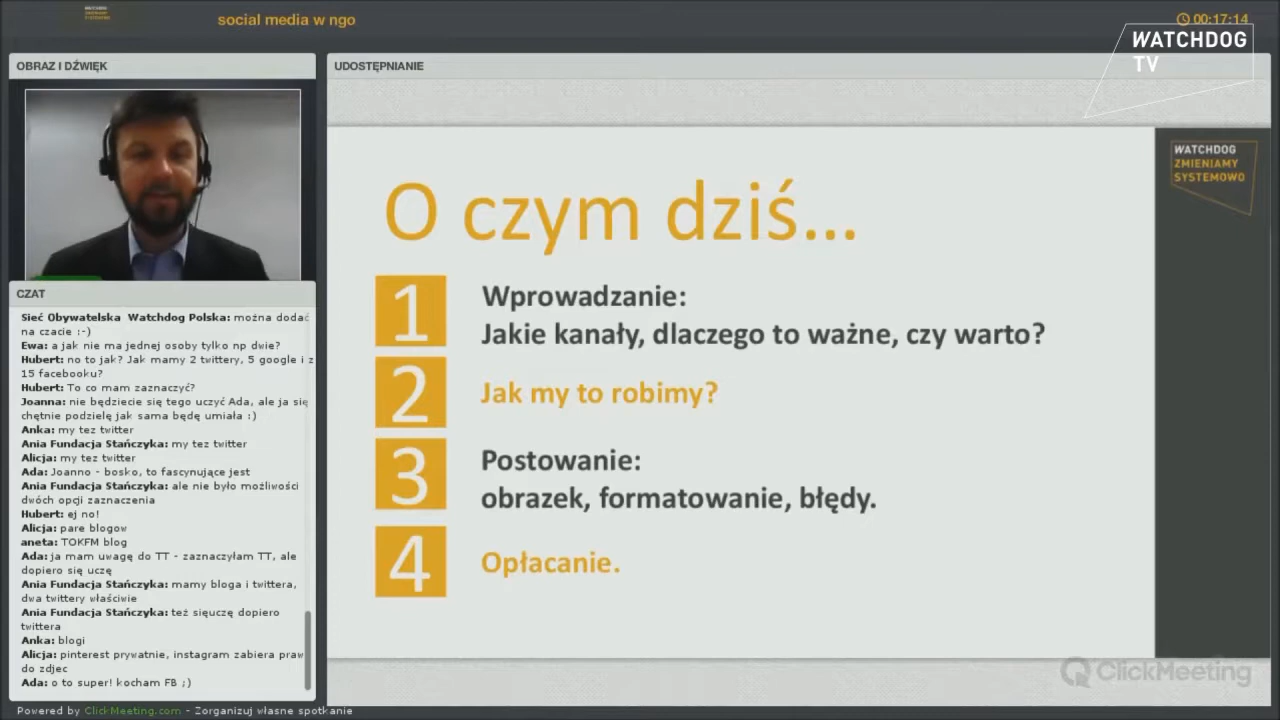 social media w ngo
00:17:14
WATCHDOG
TV
OBRAZ I DŹWIĘK
UDOSTĘPNIANIE
WATCHDOG
ZMIENIAMY
SYSTEMOWO
O czym dziś...
1
Wprowadzanie:
Jakie kanały, dlaczego to ważne, czy warto?
2
Jak my to robimy?
3
Postowanie:
obrazek, formatowanie, błędy.
4
Opłacanie.
CZAT
Sieć Obywatelska Watchdog Polska: można dodać
na czacie :-)
Ewa: a jak nie ma jednej osoby tylko np dwie?
Hubert: no to jak? Jak mamy 2 twittery, 5 google i z
15 facebooku?
Hubert: To co mam zaznaczyć?
Joanna: nie będziecie się tego uczyć Ada, ale ja się
chętnie podzielę jak sama będę umiała :)
Anka: my tez twitter
Ania Fundacja Stańczyka: my tez twitter
Alicja: my tez twitter
Ada: Joanno - bosko, to fascynujące jest
Ania Fundacja Stańczyka: ale nie było możliwości
dwóch opcji zaznaczenia
Hubert: ej no!
Alicja: pare blogow
aneta: TOKFM blog
Ada: ja mam uwagę do TT - zaznaczyłam TT, ale
dopiero się uczę
Ania Fundacja Stańczyka: mamy bloga i twittera,
dwa twittery właściwie
Ania Fundacja Stańczyka: też sięuczę dopiero
twittera
Anka: blogi
Alicja: pinterest prywatnie, instagram zabiera praw
do zdjec
Ada: o to super! kocham FB ;)
ClickMeeting
Powered by ClickMeeting.com - Zorganizuj własne spotkanie